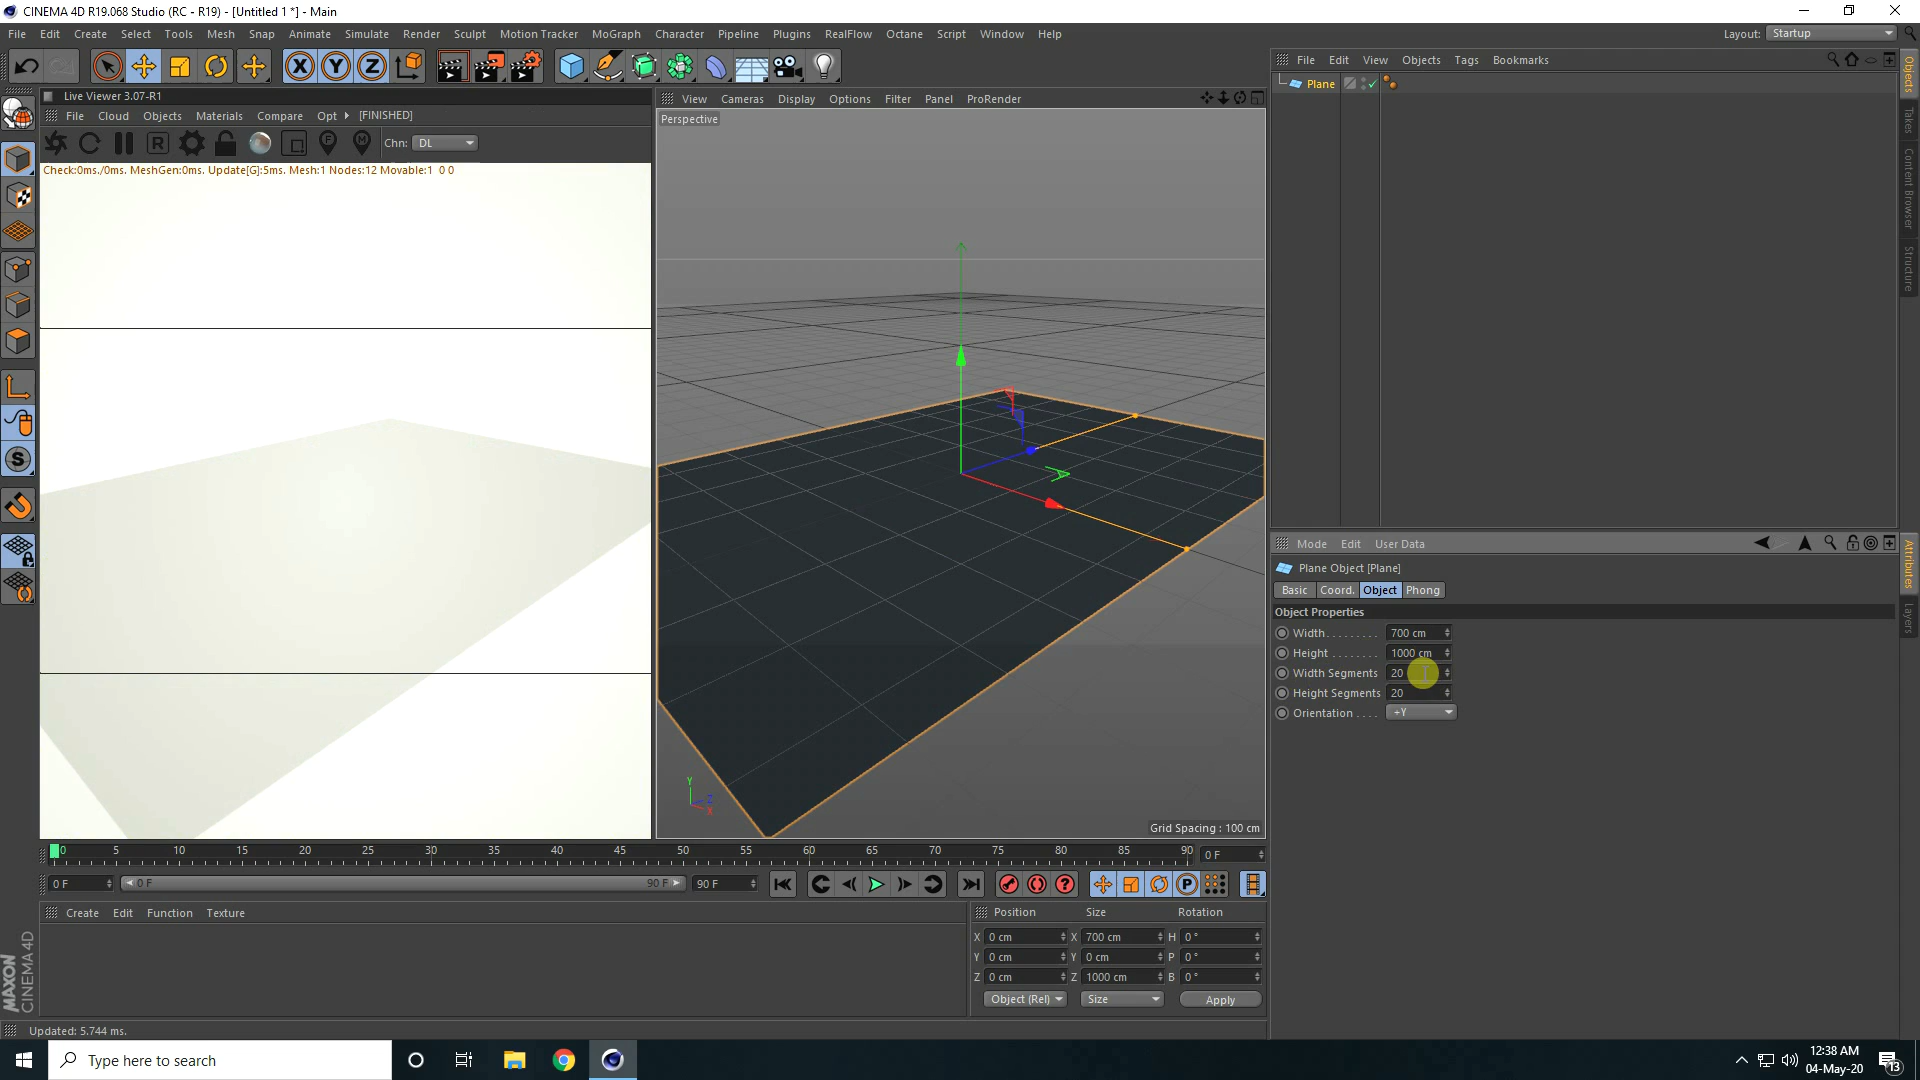 CINEMA 4D R19.068 Studio (RC - R19) - [Untitled 1 *] - Main
File Edit Create Select Tools Mesh Snap Animate Simulate Render Sculpt Motion Tracker MoGraph Character Pipeline Plugins RealFlow Octane Script Window Help Layout: Startup
Live Viewer 3.07-R1
File Cloud Objects Materials Compare Opt [FINISHED]
Chn: DL
Check:0ms./0ms. MeshGen:0ms. Update[G]:5ms. Mesh:1 Nodes:12 Movable:1 0 0
View Cameras Display Options Filter Panel ProRender
Perspective
Y
Z
X
Grid Spacing : 100 cm
File Edit View Objects Tags Bookmarks
Plane
Objects
Takes
Content Browser
Structure
Mode Edit User Data
Plane Object [Plane]
Basic Coord. Object Phong
Object Properties
Width 700 cm
Height 1000 cm
Width Segments 20
Height Segments 20
Orientation +Y
Attributes
Layers
0 5 10 15 20 25 30 35 40 45 50 55 60 65 70 75 80 85 90 0 F
0 F 0 F 90 F 90 F
Create Edit Function Texture
Position Size Rotation
X 0 cm X 700 cm H 0 °
Y 0 cm Y 0 cm P 0 °
Z 0 cm Z 1000 cm B 0 °
Object (Rel) Size Apply
MAXON
CINEMA 4D
Updated: 5.744 ms.
Type here to search
12:38 AM
04-May-20
13